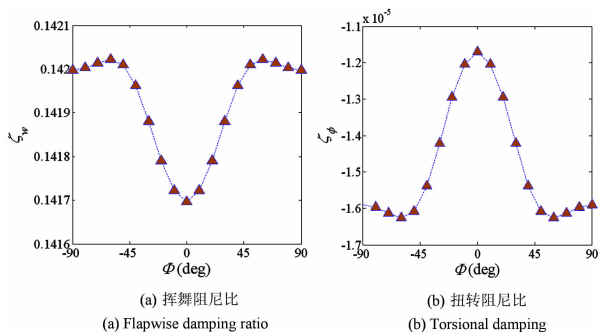 0.1421
0.142
0.1419
0.1418
0.1417
0.1416
ζw
-90 -45 0 45 90
Φ(deg)
(a) 挥舞阻尼比
(a) Flapwise damping ratio
-1.1 x 10-5
-1.2
-1.3
-1.4
-1.5
-1.6
-1.7
ζϕ
-90 -45 0 45 90
Φ(deg)
(b) 扭转阻尼比
(b) Torsional damping